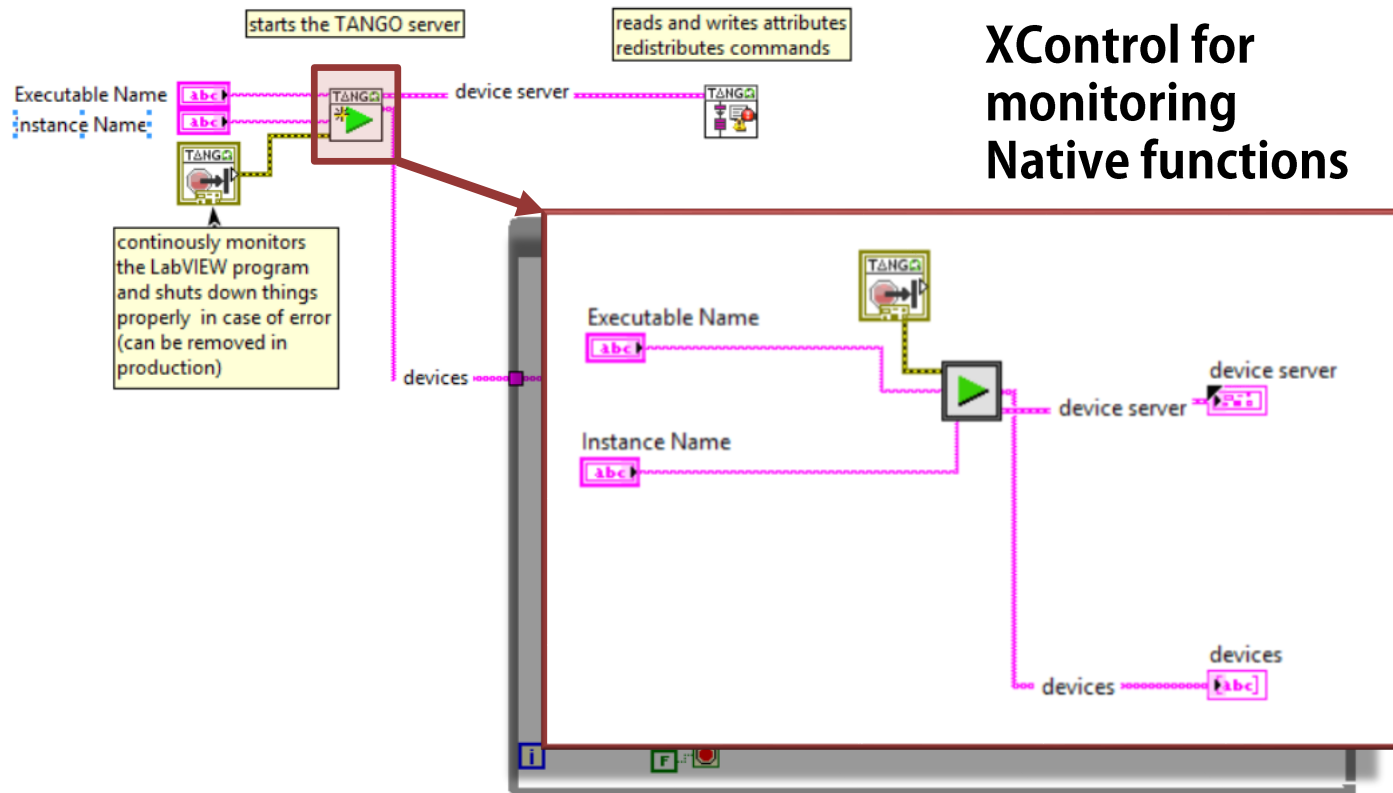 starts the TANGO server
reads and writes attributes
redistributes commands
XControl for
monitoring
Native functions
Executable Name
abc
TANGO
device server
TANGO
Instance Name
abc
TANGO
continously monitors
the LabVIEW program
and shuts down things
properly in case of error
(can be removed in
production)
devices
TANGO
Executable Name
abc
device server
device server
Instance Name
abc
devices
devices
[abc]
i
F